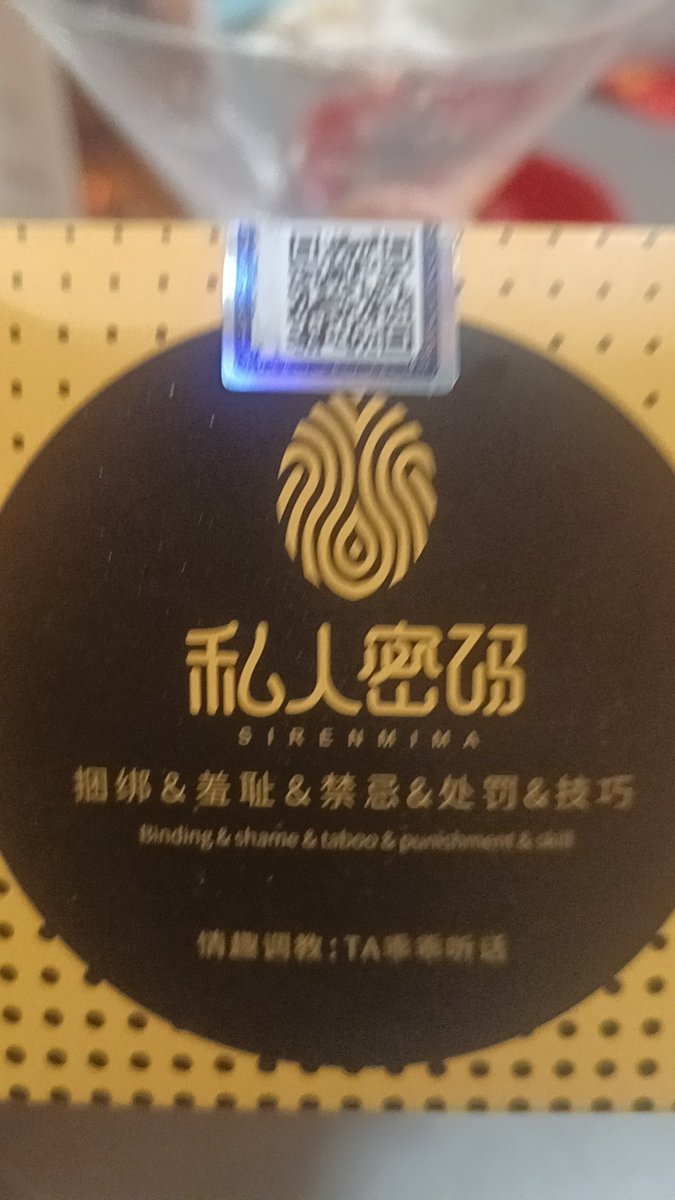 私人密码
SIRENMIMA
捆绑&羞耻&禁忌&处罚&技巧
Binding & shame & taboo & punishment & skill
情趣调教:TA乖乖听话